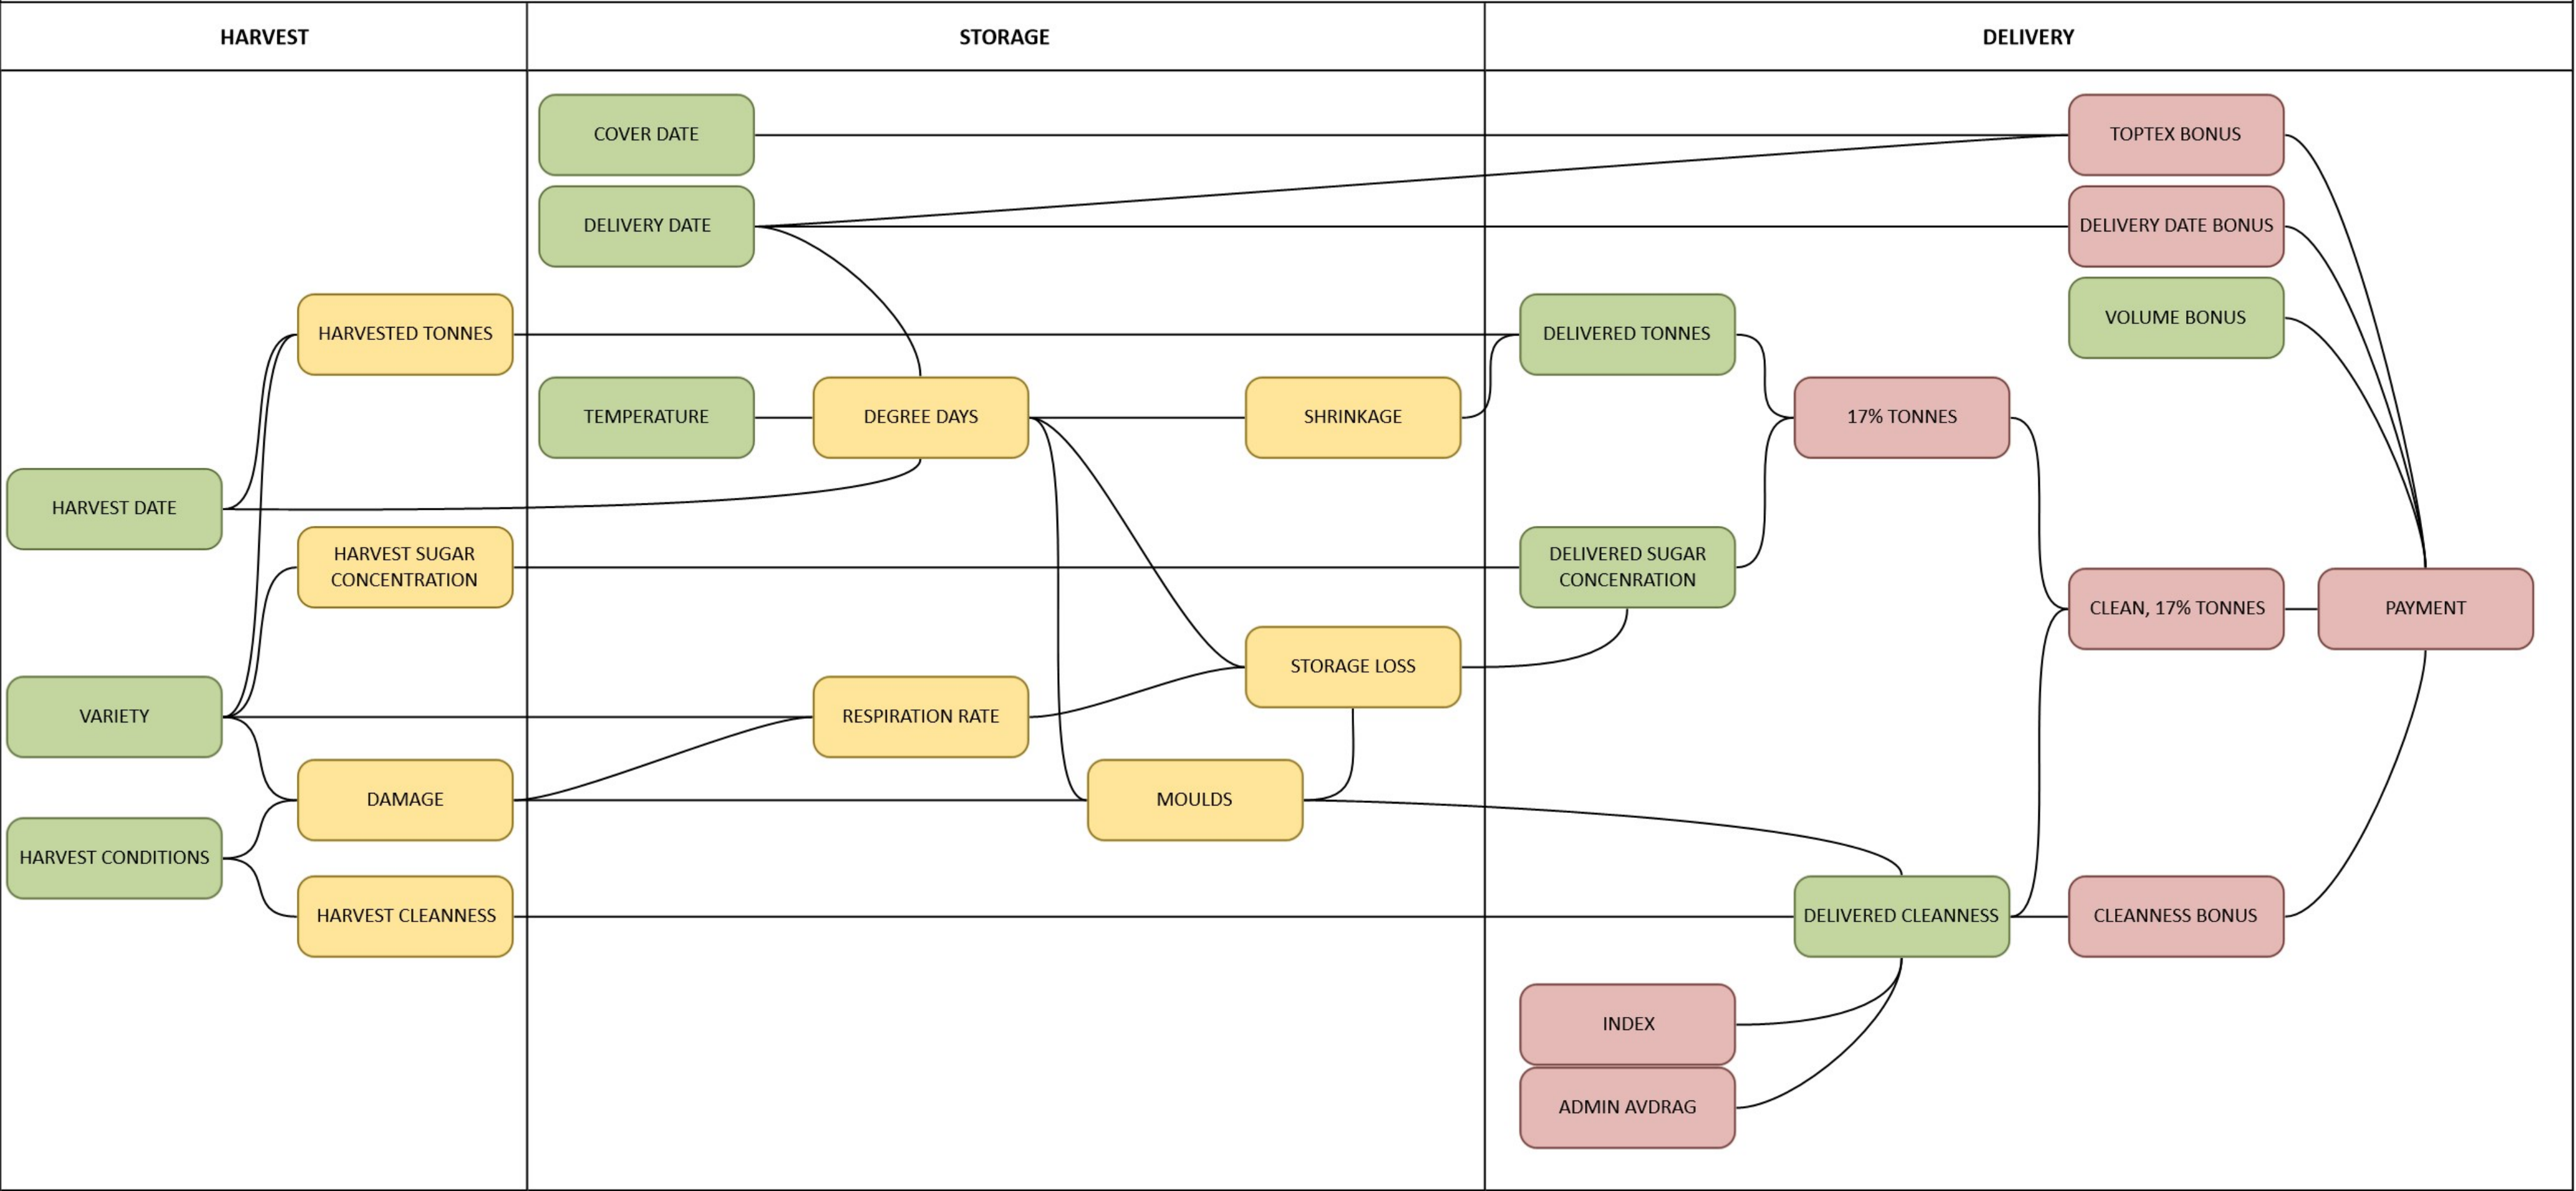 HARVEST
STORAGE
DELIVERY
COVER DATE
TOPTEX BONUS
DELIVERY DATE
DELIVERY DATE BONUS
VOLUME BONUS
HARVESTED TONNES
DELIVERED TONNES
TEMPERATURE
DEGREE DAYS
SHRINKAGE
17% TONNES
HARVEST DATE
HARVEST SUGAR
CONCENTRATION
DELIVERED SUGAR
CONCENRATION
CLEAN, 17% TONNES
PAYMENT
STORAGE LOSS
VARIETY
RESPIRATION RATE
DAMAGE
MOULDS
HARVEST CONDITIONS
HARVEST CLEANNESS
DELIVERED CLEANNESS
CLEANNESS BONUS
INDEX
ADMIN AVDRAG